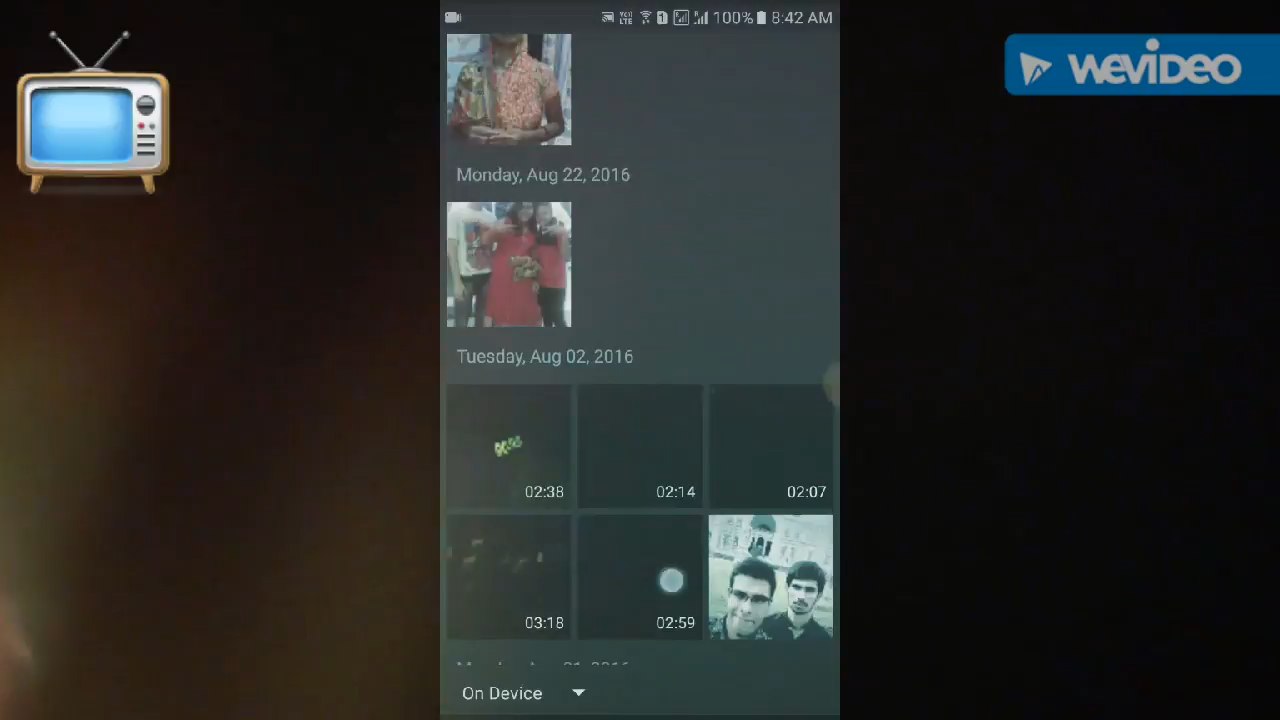 100% 8:42 AM
WEVIDEO
Monday, Aug 22, 2016
Tuesday, Aug 02, 2016
02:38
02:14
02:07
03:18
02:59
On Device